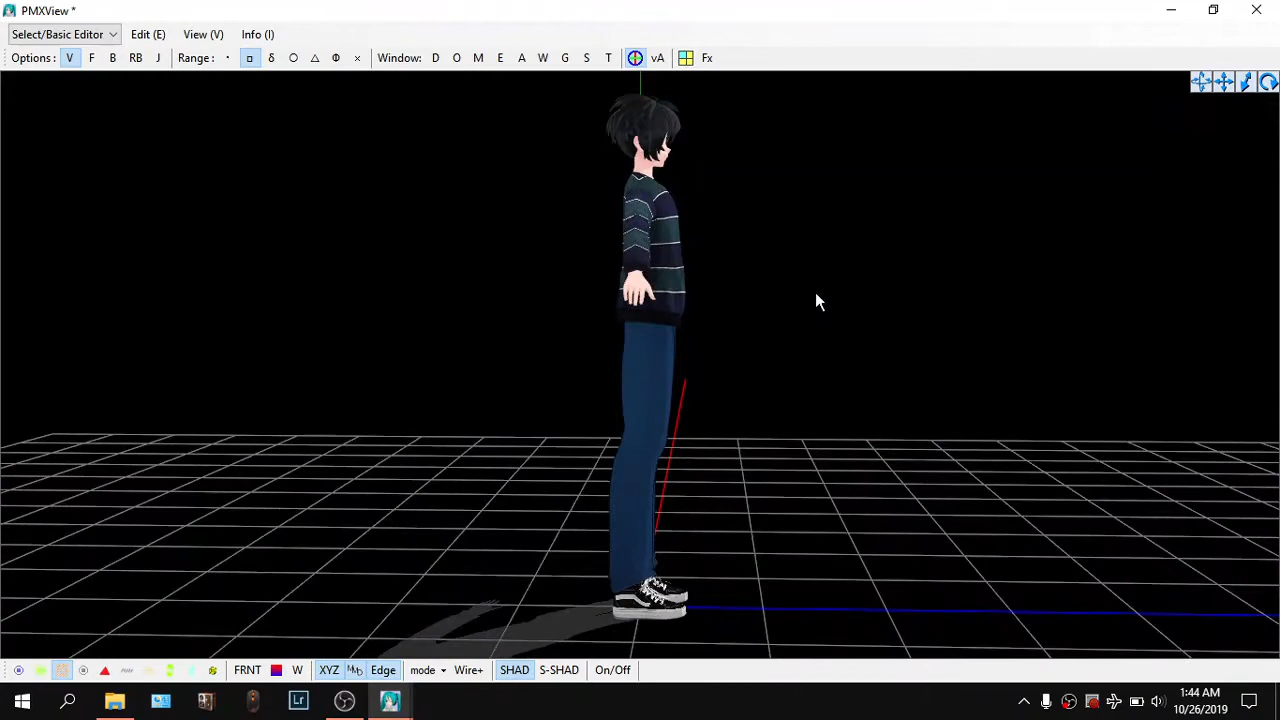 PMXView *
Select/Basic Editor Edit (E) View (V) Info (I)
Options : V F B RB J Range : Window: D O M E A W G S T vA Fx
FRNT W XYZ Edge mode Wire+ SHAD S-SHAD On/Off
Lr
1:44 AM
10/26/2019